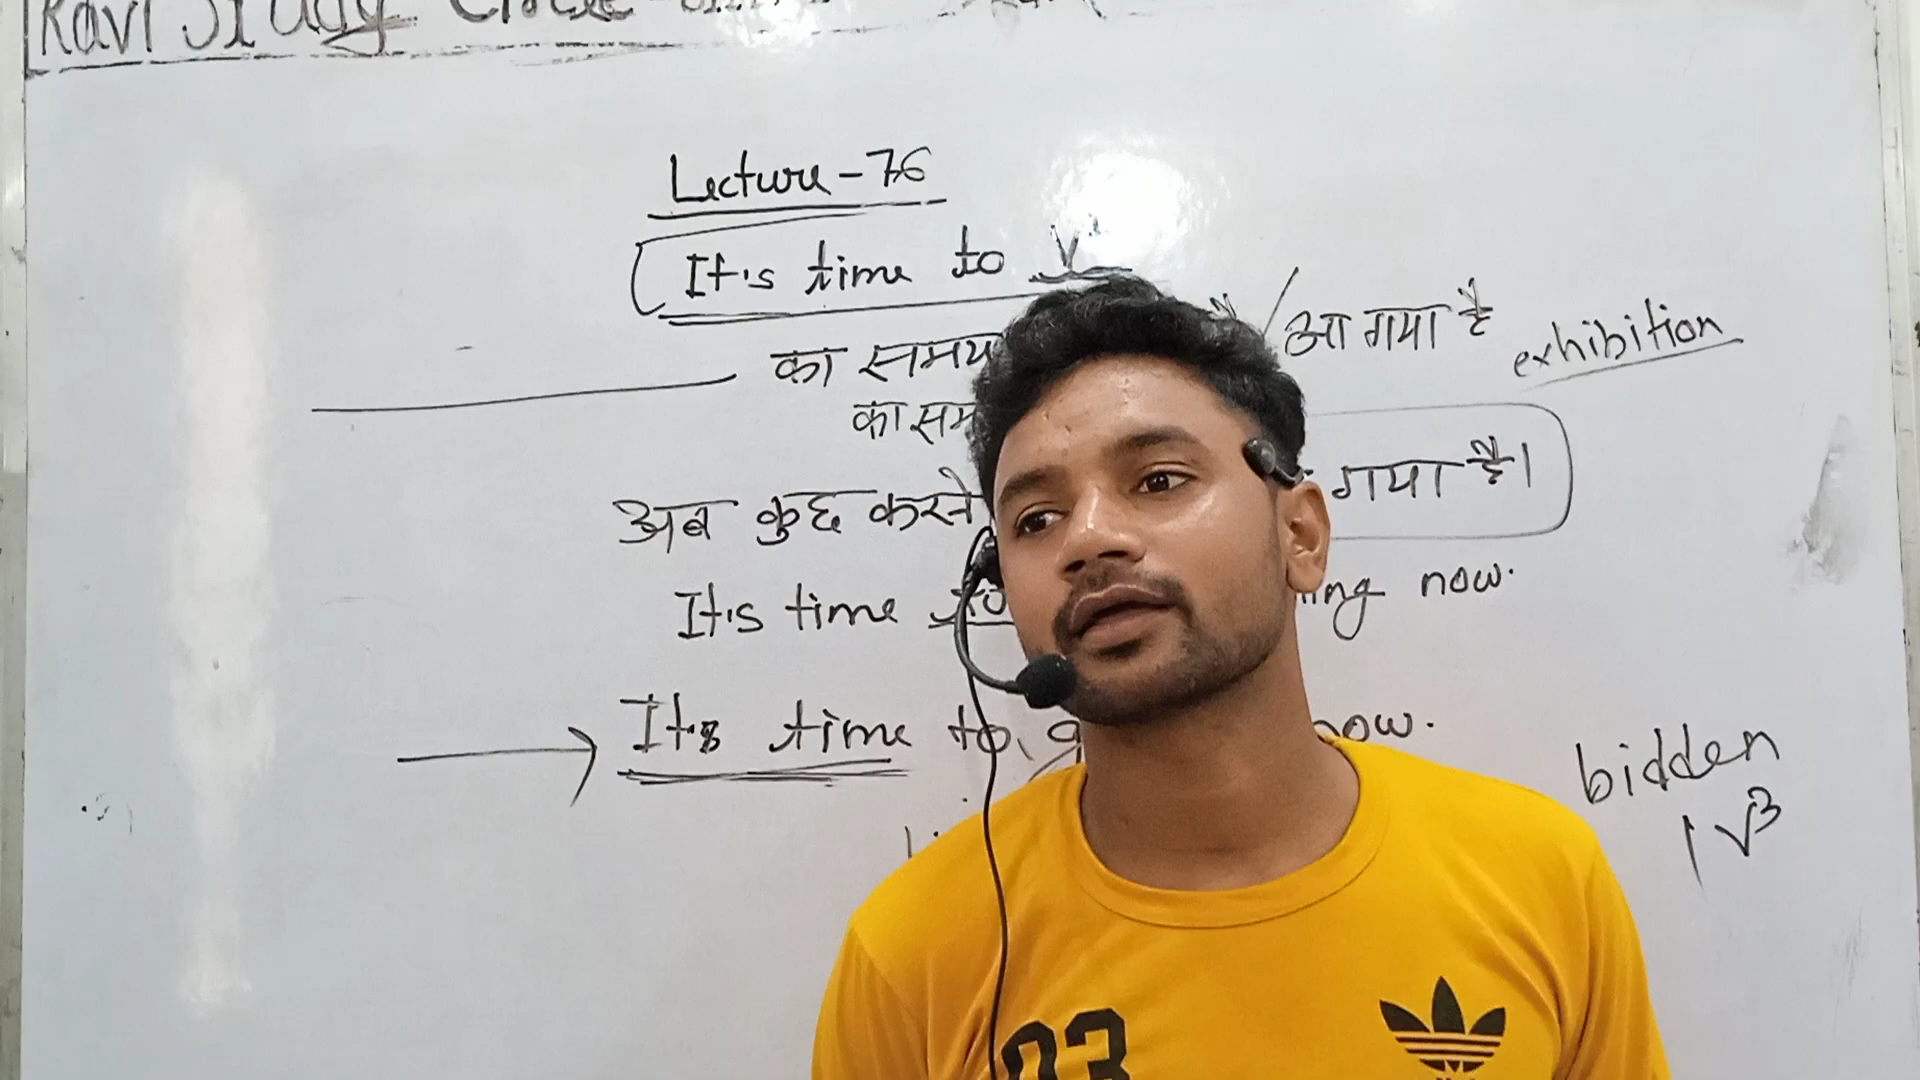 Ravi Study
Lecture-76
It's time to V¹
का समय / आ गया है
exhibition
का सम
अब कुछ करने गया है।
It's time to ing now.
It's time to now.
bidden
V3
03